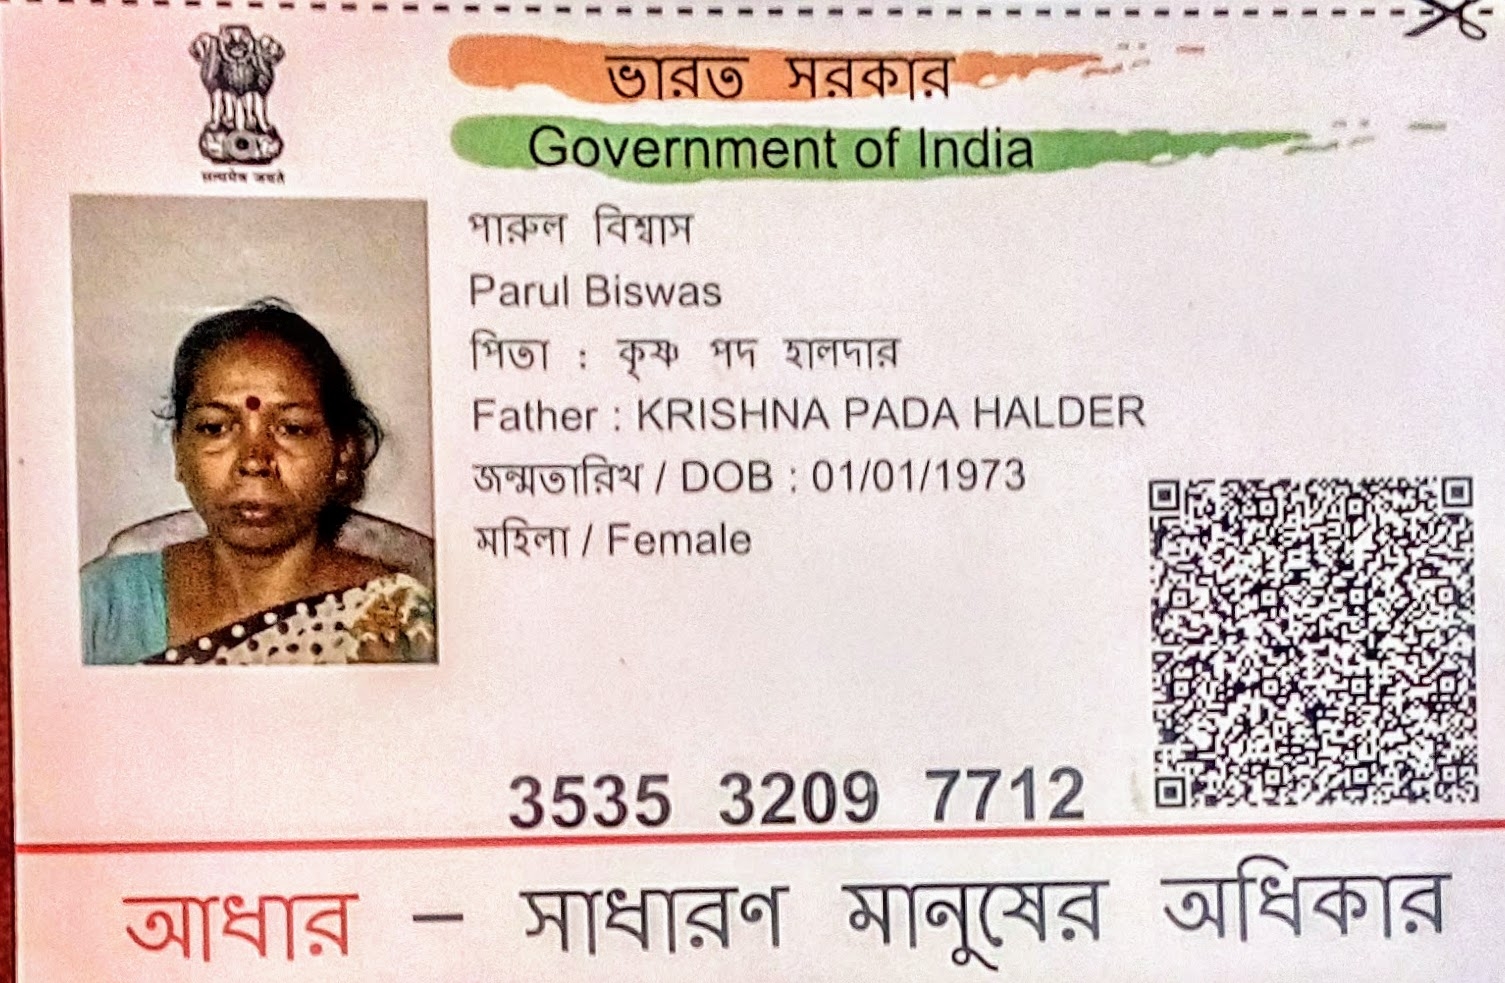 ভারত সরকার
Government of India
सत्यमेव जयते
পারুল বিশ্বাস
Parul Biswas
পিতা : কৃষ্ণ পদ হালদার
Father : KRISHNA PADA HALDER
জন্মতারিখ / DOB : 01/01/1973
মহিলা / Female
3535 3209 7712
আধার – সাধারণ মানুষের অধিকার